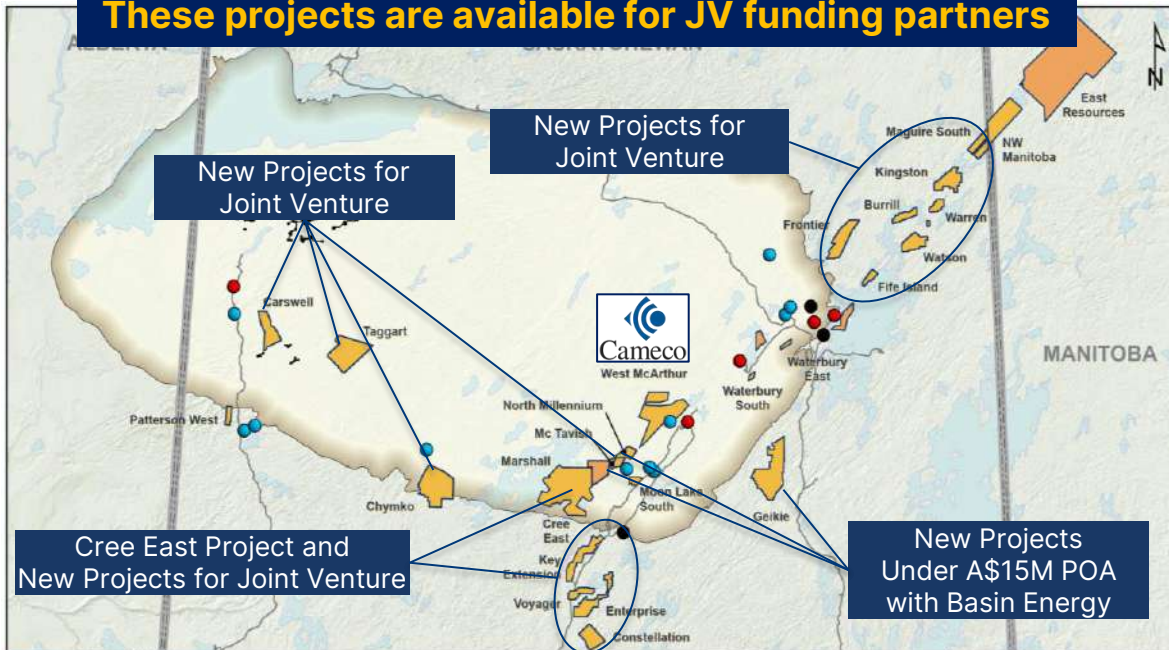 These projects are available for JV funding partners
ALBERTA
SASKATCHEWAN
N
East
Resources
New Projects for
Joint Venture
Maguire South
NW
Manitoba
New Projects for
Joint Venture
Kingston
Burrill
Warren
Frontier
Watson
Fife Island
Carswell
Taggart
Cameco
West McArthur
MANITOBA
Waterbury
East
Waterbury
South
Patterson West
North Millennium
Mc Tavish
Marshall
Moon Lake
South
Chymko
Geikie
Cree
East
Cree East Project and
New Projects for Joint Venture
Key
Extension
Voyager
Enterprise
Constellation
New Projects
Under A$15M POA
with Basin Energy